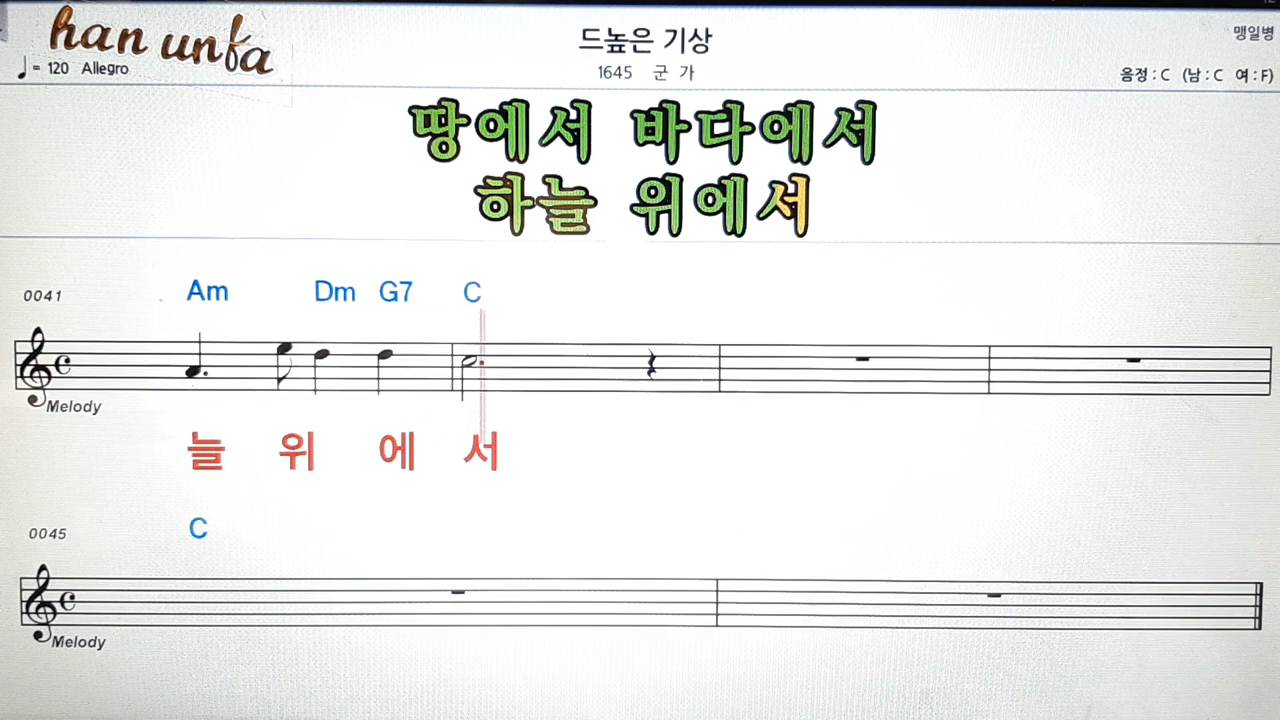 han unfa
드높은 기상
맹일병
♩= 120 Allegro
1645 군 가
음정 : C (남 : C 여 : F)
땅에서 바다에서
하늘 위에서
0041 Am Dm G7 C
Melody
늘 위 에 서
0045 C
Melody